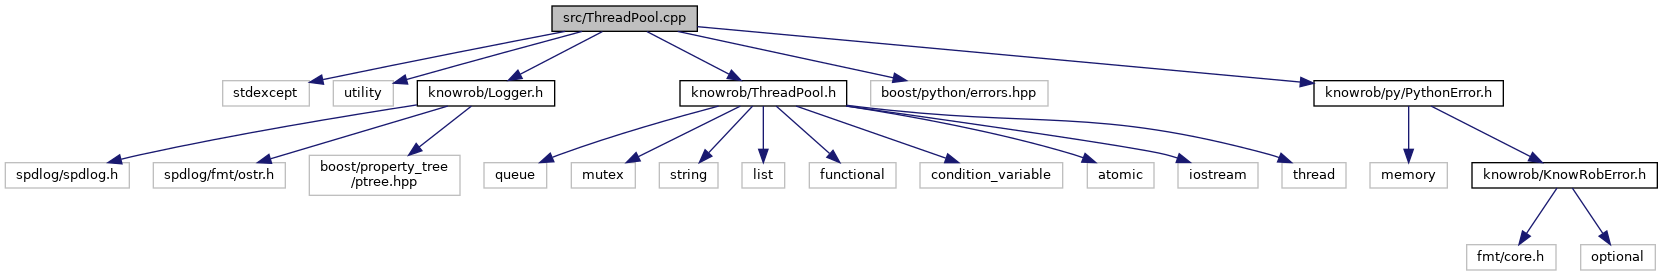 src/ThreadPool.cpp
stdexcept
utility
knowrob/Logger.h
knowrob/ThreadPool.h
boost/python/errors.hpp
knowrob/py/PythonError.h
spdlog/spdlog.h
spdlog/fmt/ostr.h
boost/property_tree
/ptree.hpp
queue
mutex
string
list
functional
condition_variable
atomic
iostream
thread
memory
knowrob/KnowRobError.h
fmt/core.h
optional